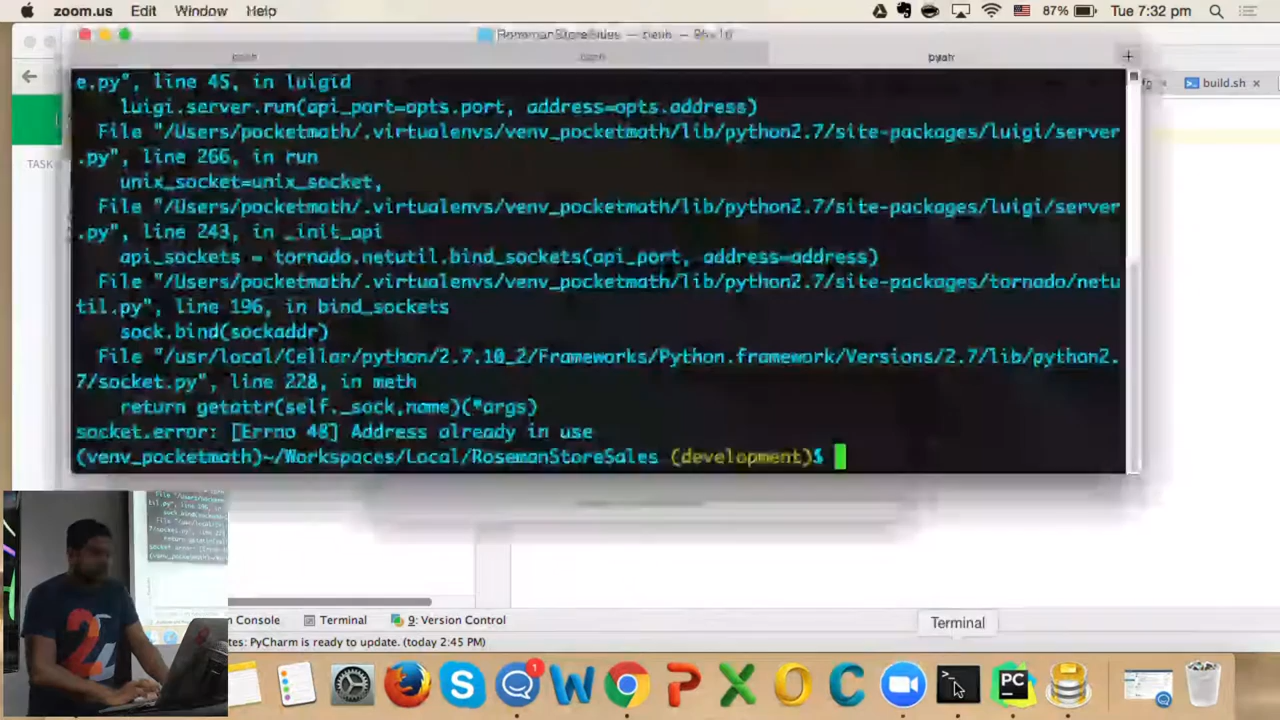 zoom.us Edit Window Help
87% Tue 7:32 pm
RosemanStoreSales
build.sh
TASK
e.py", line 45, in luigid
luigi.server.run(api_port=opts.port, address=opts.address)
File "/Users/pocketmath/.virtualenvs/venv_pocketmath/lib/python2.7/site-packages/luigi/server
.py", line 266, in run
unix_socket=unix_socket,
File "/Users/pocketmath/.virtualenvs/venv_pocketmath/lib/python2.7/site-packages/luigi/server
.py", line 243, in _init_api
api_sockets = tornado.netutil.bind_sockets(api_port, address=address)
File "/Users/pocketmath/.virtualenvs/venv_pocketmath/lib/python2.7/site-packages/tornado/netu
til.py", line 196, in bind_sockets
sock.bind(sockaddr)
File "/usr/local/Cellar/python/2.7.10_2/Frameworks/Python.framework/Versions/2.7/lib/python2.
7/socket.py", line 228, in meth
return getattr(self._sock,name)(*args)
socket.error: [Errno 48] Address already in use
(venv_pocketmath)~/Workspaces/Local/RosemanStoreSales (development)$
Console Terminal 9: Version Control
Terminal
tes: PyCharm is ready to update. (today 2:45 PM)
1
PC